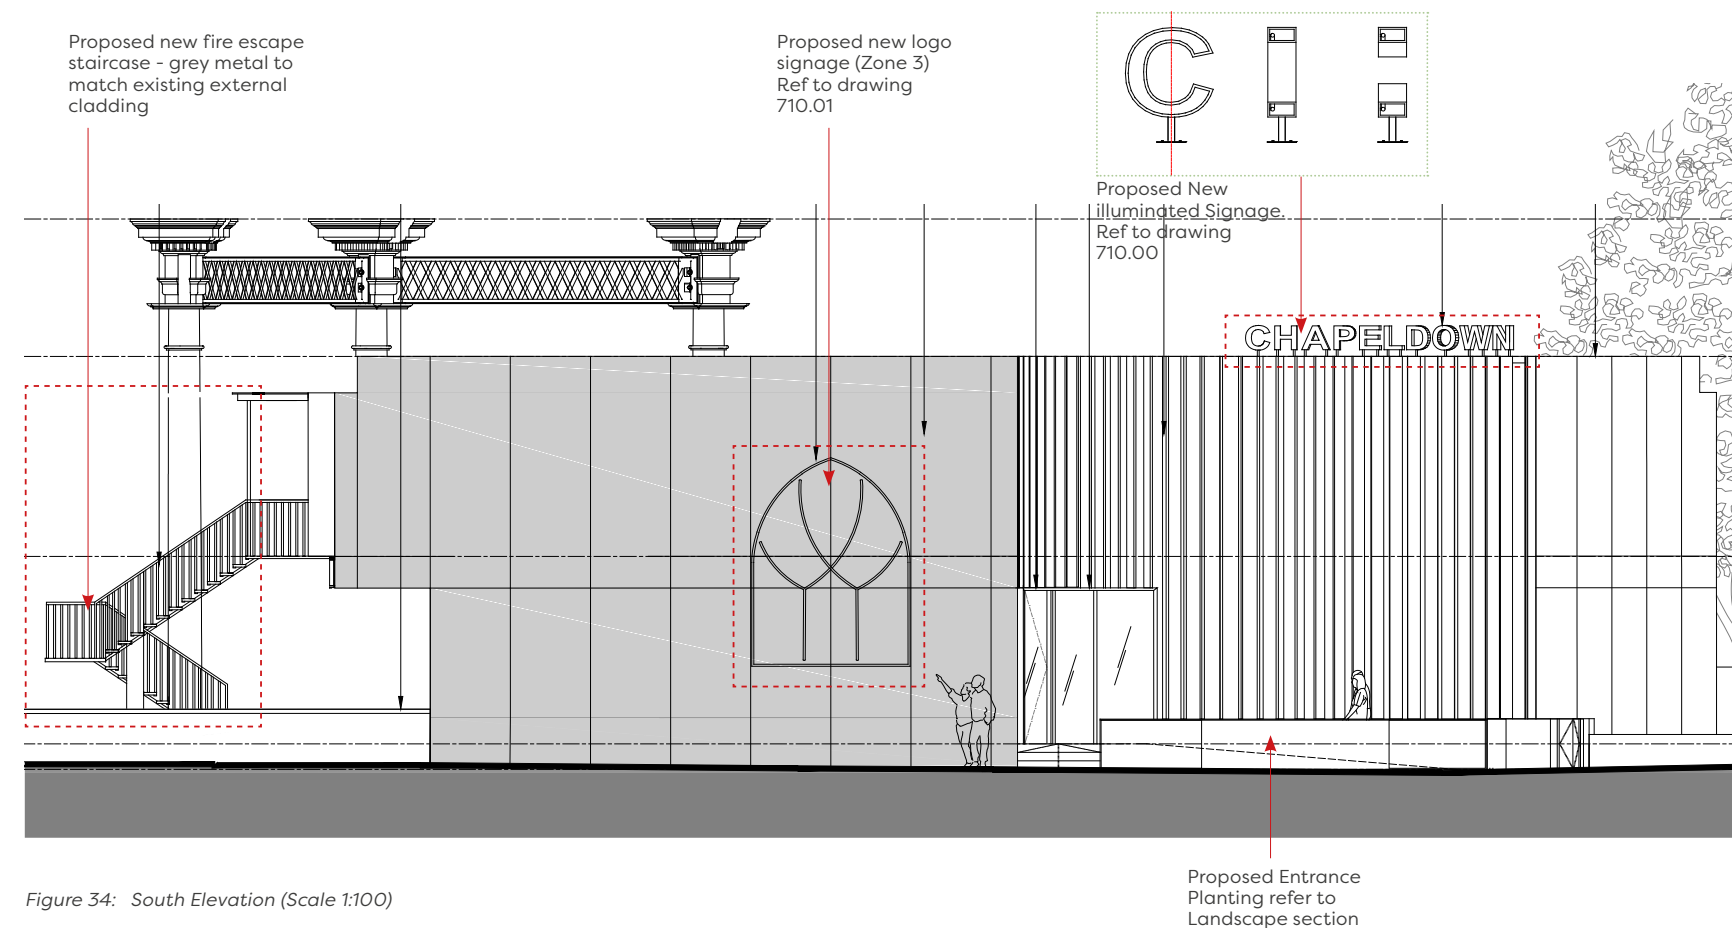 Proposed new fire escape
staircase - grey metal to
match existing external
cladding
Proposed new logo
signage (Zone 3)
Ref to drawing
710.01
C
Proposed New
illuminated Signage.
Ref to drawing
710.00
CHAPELDOWN
Proposed Entrance
Planting refer to
Landscape section
Figure 34: South Elevation (Scale 1:100)